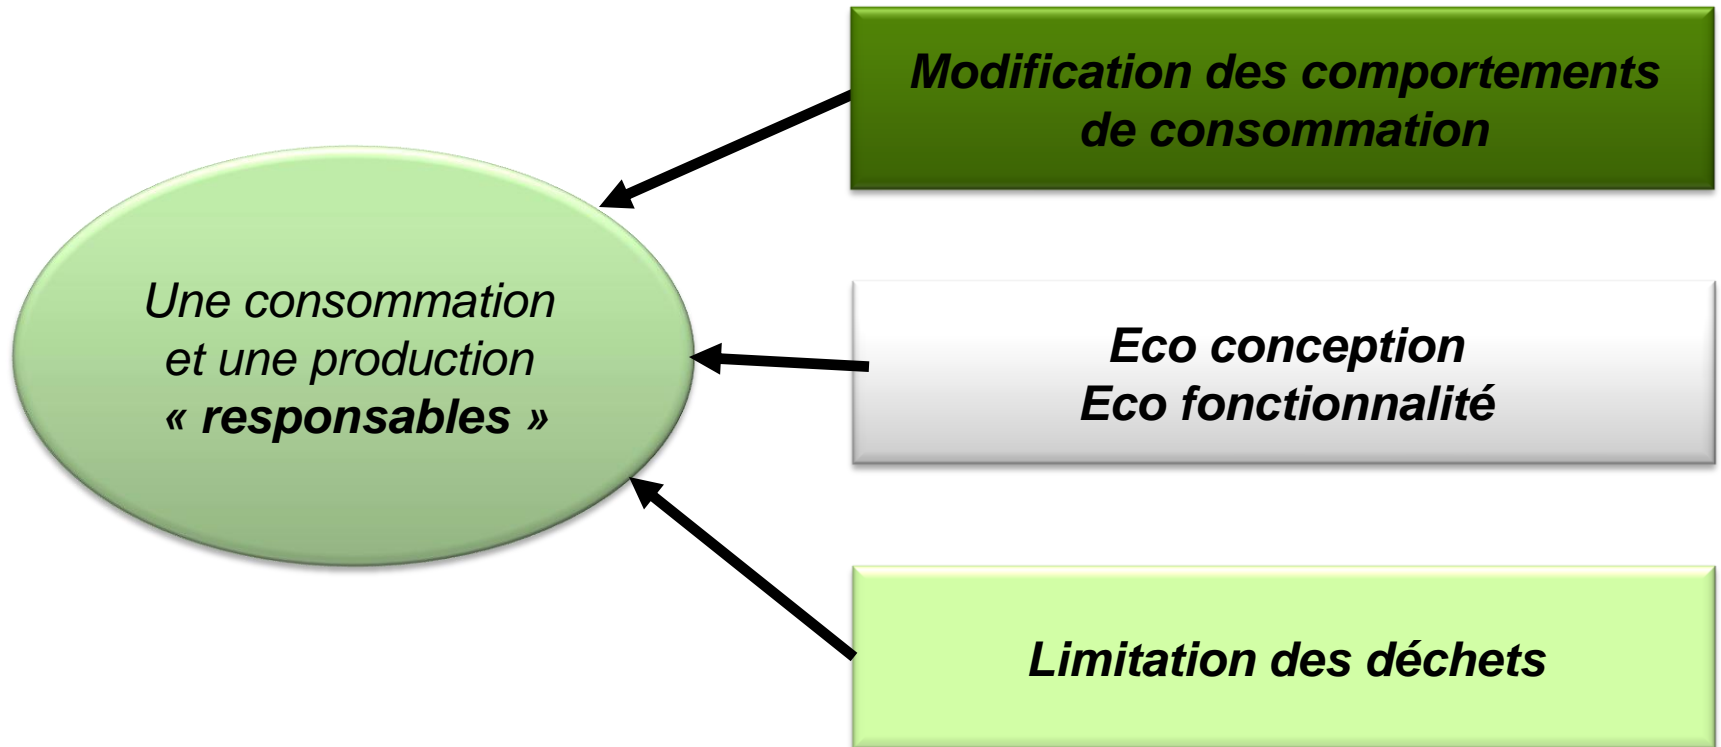 Modification des comportements
de consommation
Une consommation
et une production
« responsables »
Eco conception
Eco fonctionnalité
Limitation des déchets